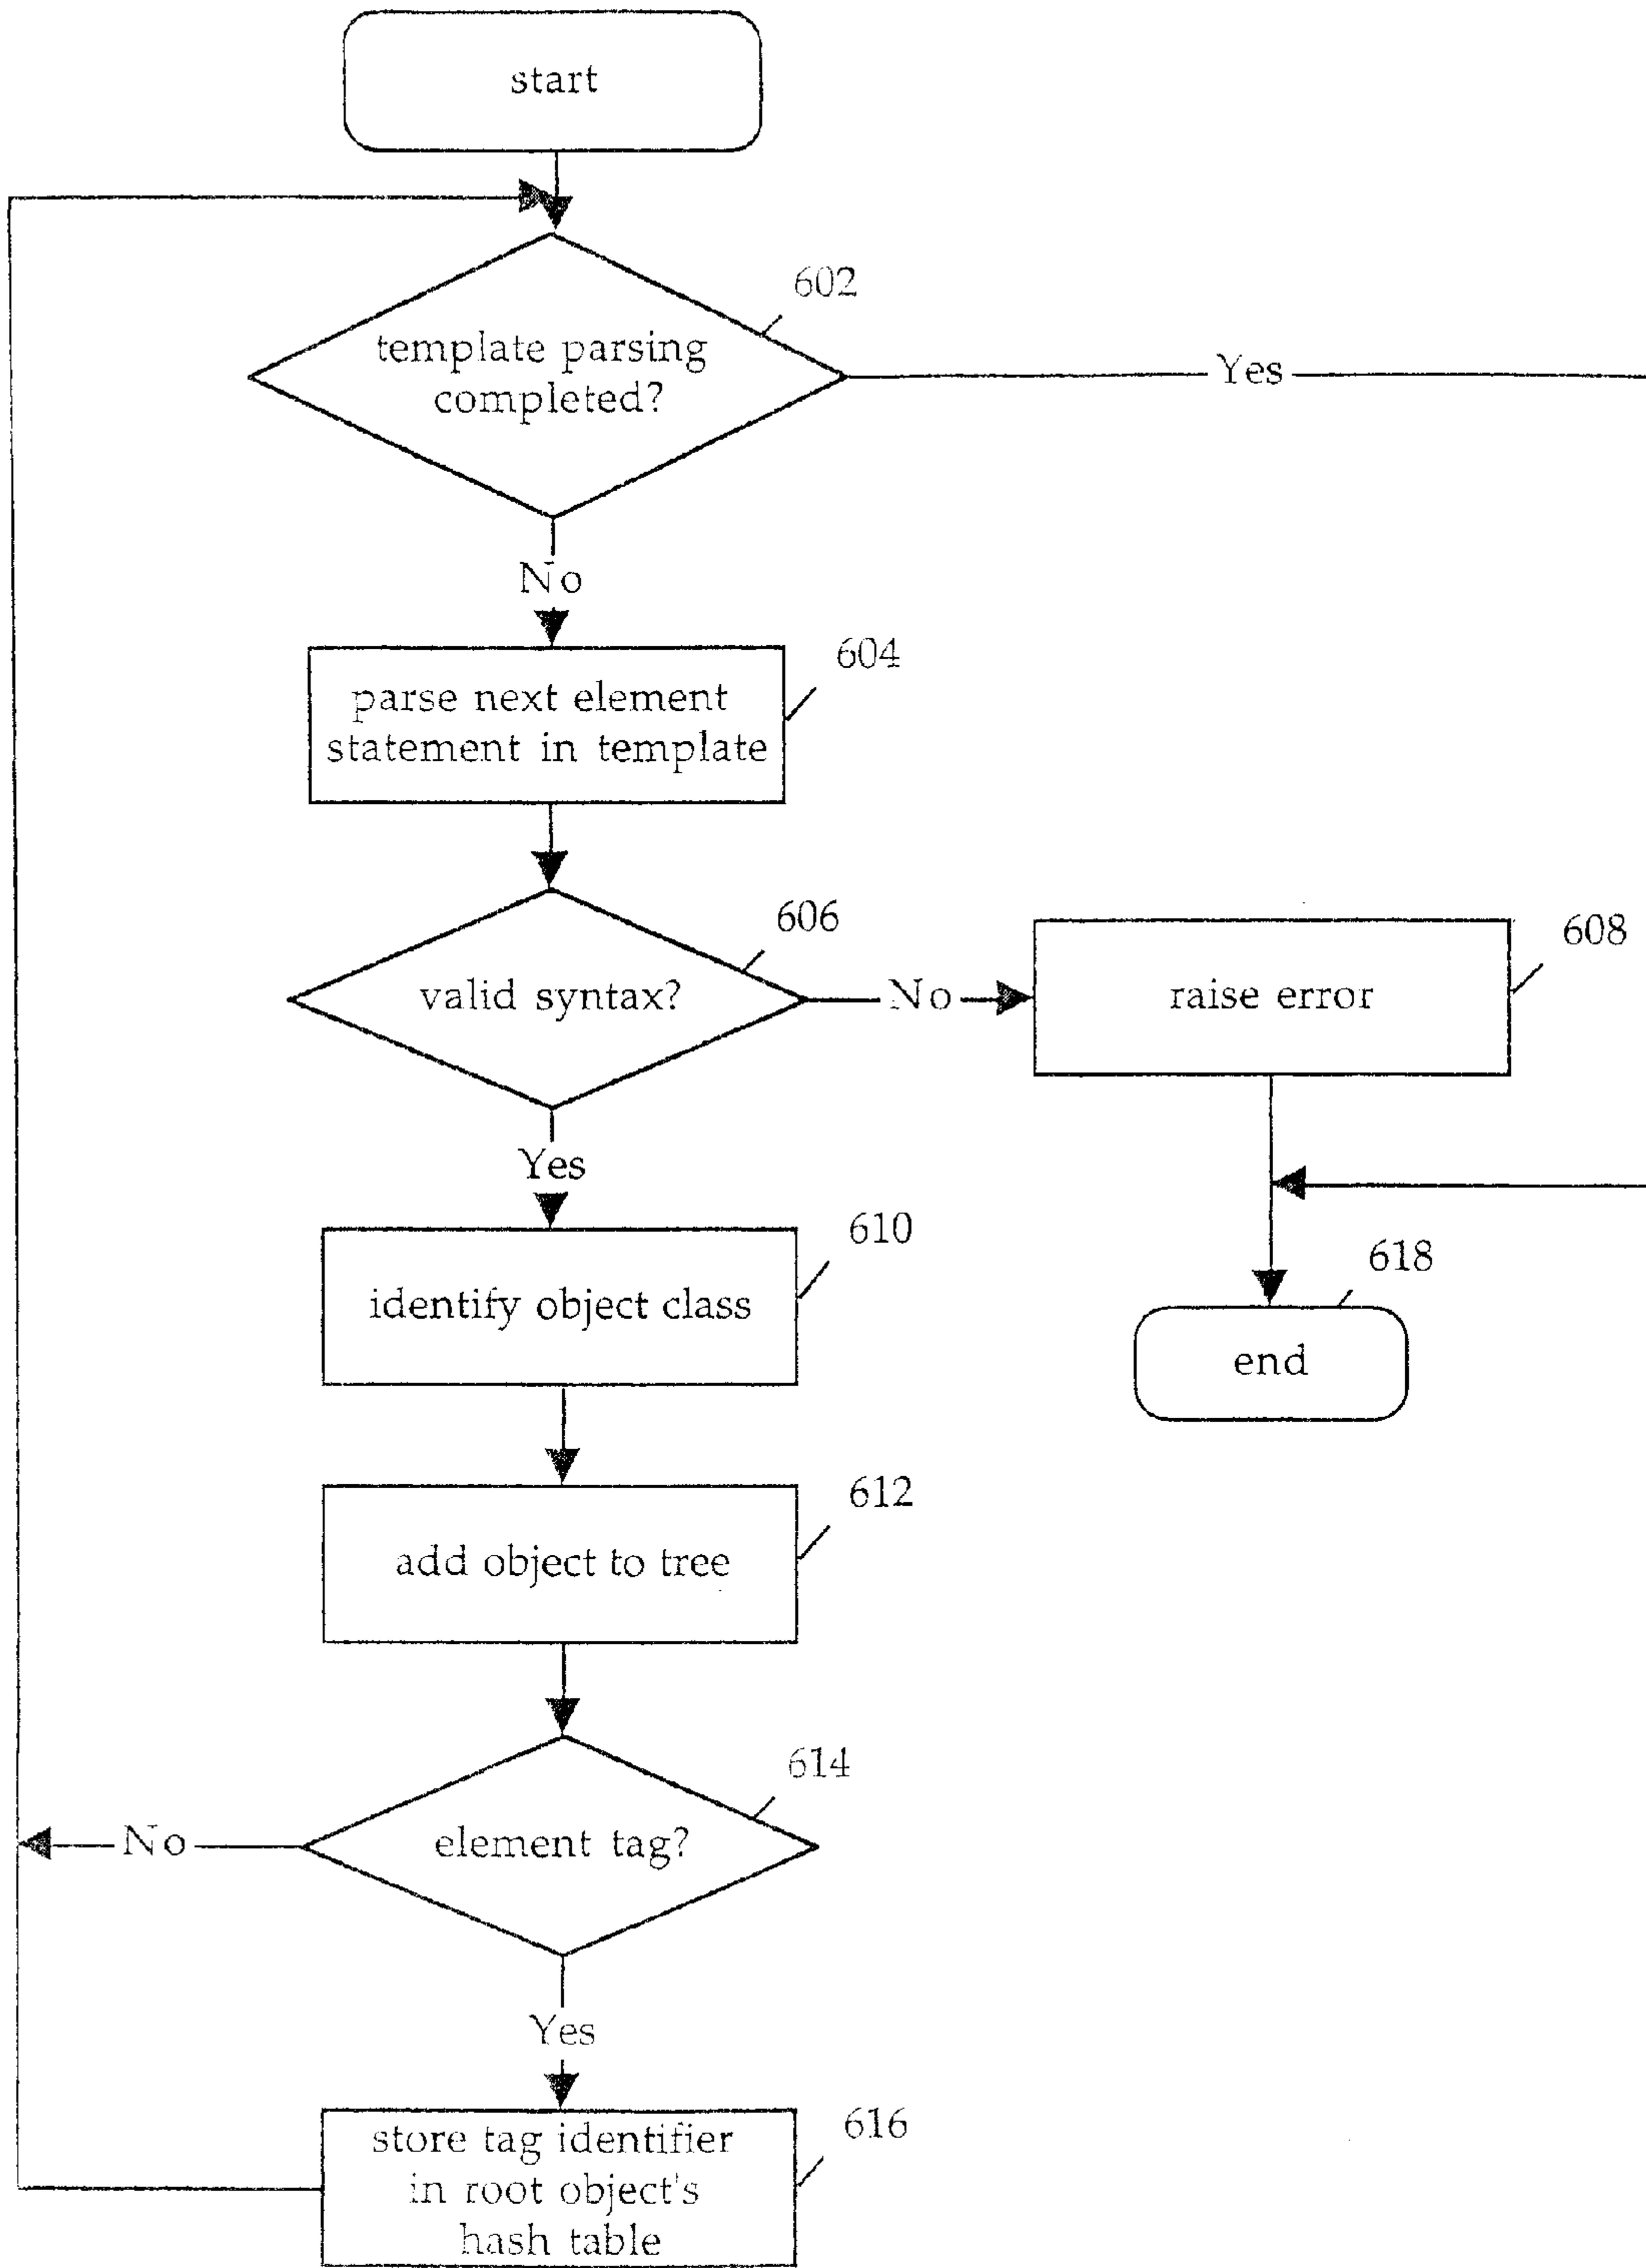 start
602
template parsing
completed?
Yes
No
604
parse next element
statement in template
606
valid syntax?
No
608
raise error
Yes
610
identify object class
618
end
612
add object to tree
614
element tag?
No
Yes
616
store tag identifier
in root object's
hash table